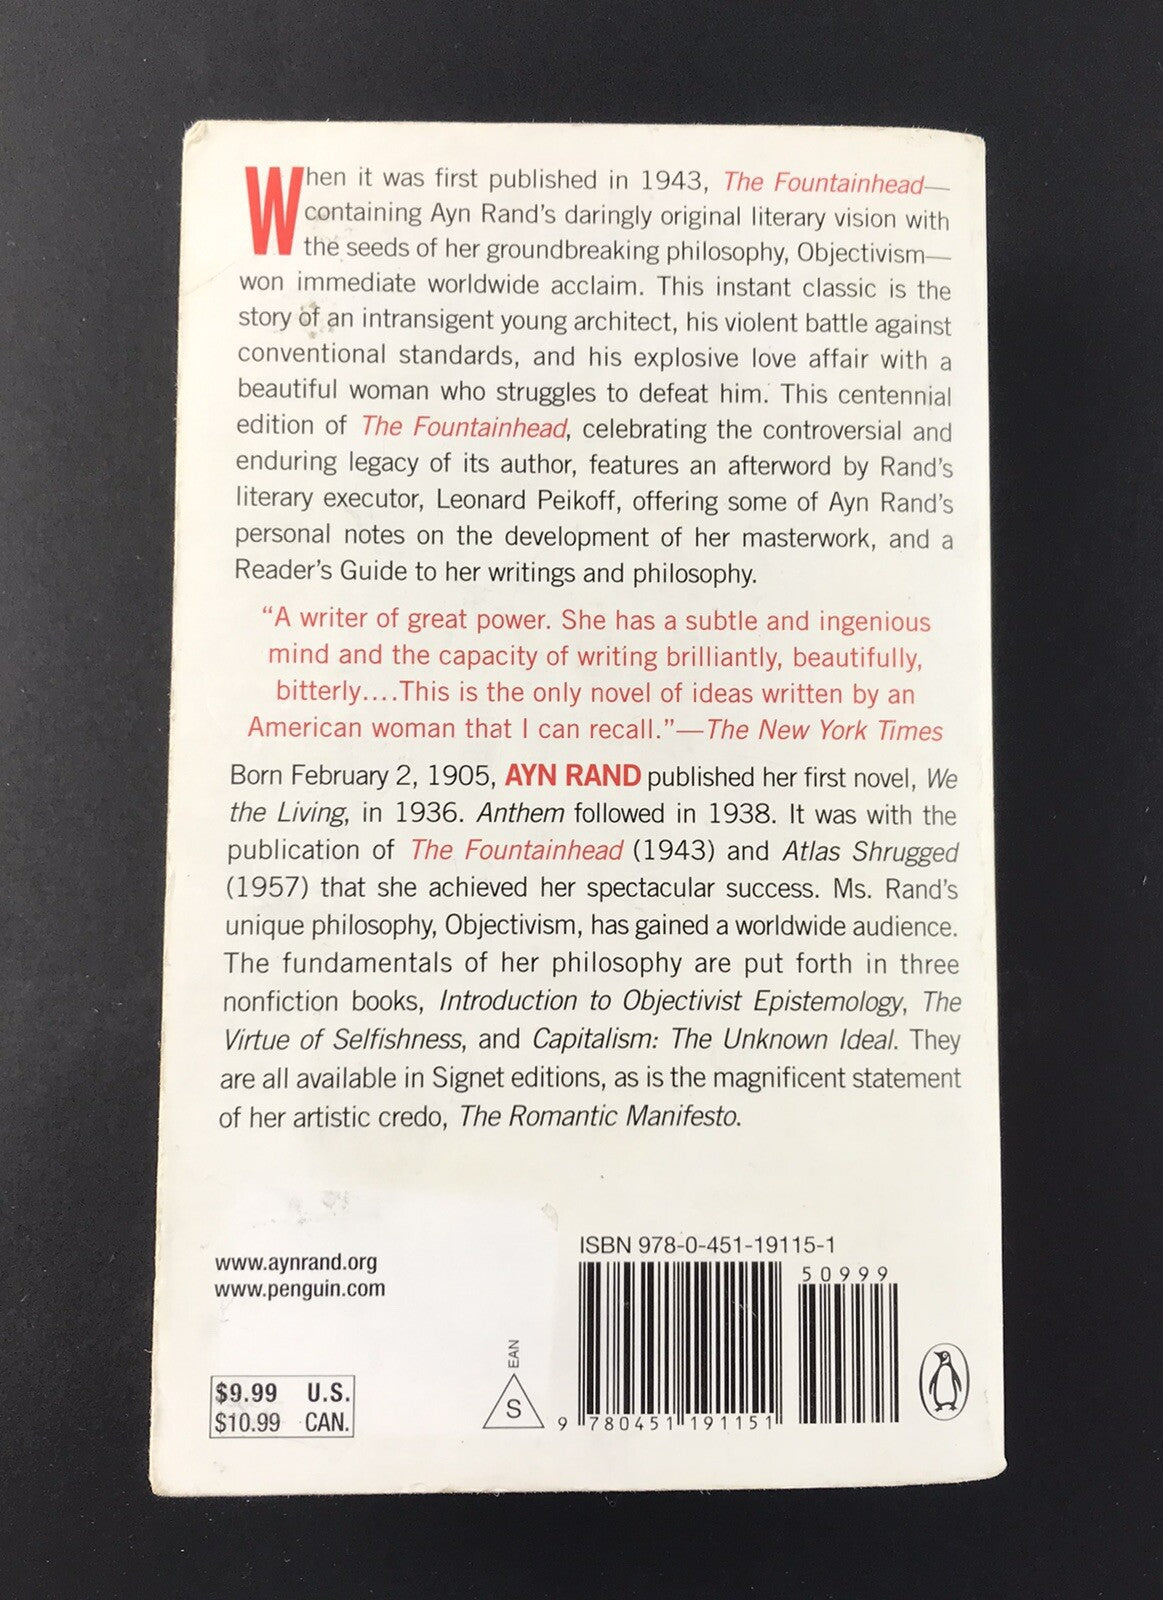 When it was first published in 1943, The Fountainhead—
containing Ayn Rand's daringly original literary vision with
the seeds of her groundbreaking philosophy, Objectivism—
won immediate worldwide acclaim. This instant classic is the
story of an intransigent young architect, his violent battle against
conventional standards, and his explosive love affair with a
beautiful woman who struggles to defeat him. This centennial
edition of The Fountainhead, celebrating the controversial and
enduring legacy of its author, features an afterword by Rand's
literary executor, Leonard Peikoff, offering some of Ayn Rand's
personal notes on the development of her masterwork, and a
Reader's Guide to her writings and philosophy.
"A writer of great power. She has a subtle and ingenious
mind and the capacity of writing brilliantly, beautifully,
bitterly....This is the only novel of ideas written by an
American woman that I can recall."—The New York Times
Born February 2, 1905, AYN RAND published her first novel, We
the Living, in 1936. Anthem followed in 1938. It was with the
publication of The Fountainhead (1943) and Atlas Shrugged
(1957) that she achieved her spectacular success. Ms. Rand's
unique philosophy, Objectivism, has gained a worldwide audience.
The fundamentals of her philosophy are put forth in three
nonfiction books, Introduction to Objectivist Epistemology, The
Virtue of Selfishness, and Capitalism: The Unknown Ideal. They
are all available in Signet editions, as is the magnificent statement
of her artistic credo, The Romantic Manifesto.
www.aynrand.org
www.penguin.com
$9.99 U.S.
$10.99 CAN.
EAN
S
ISBN 978-0-451-19115-1
50999
9 780451 191151